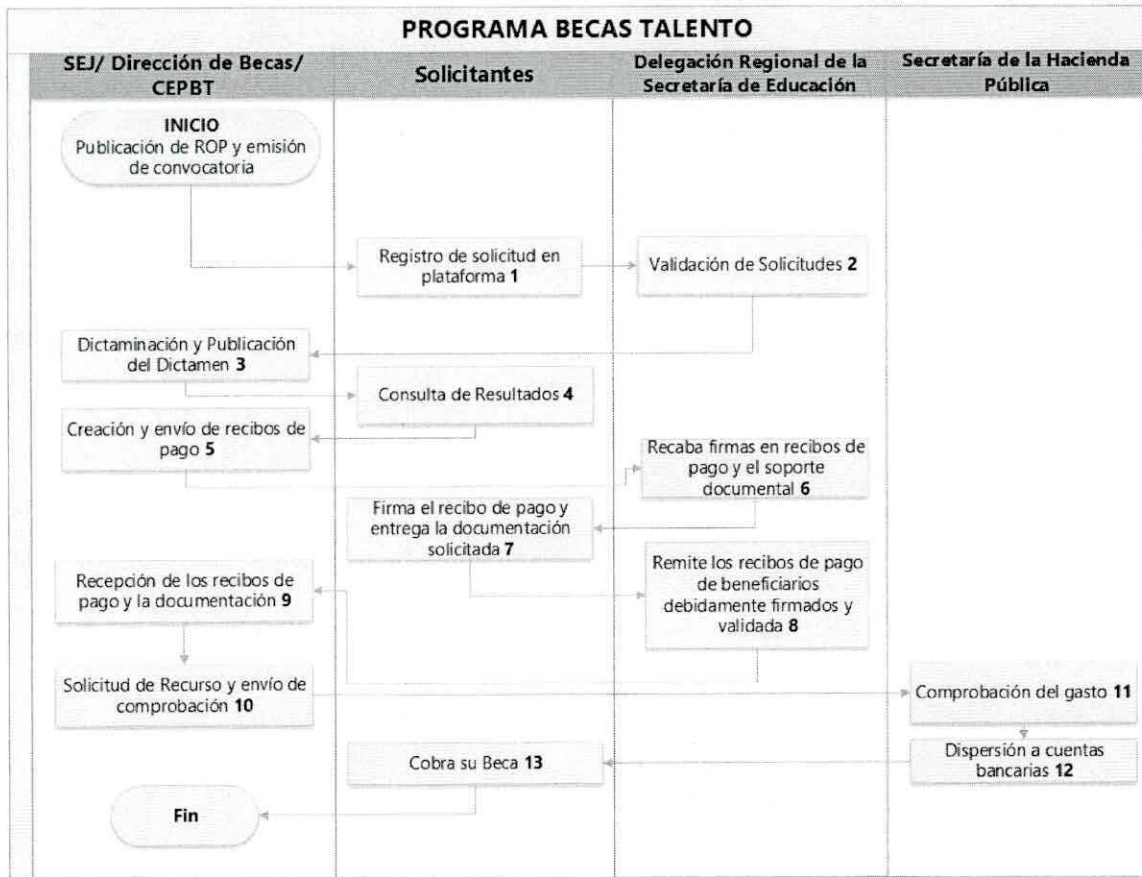 PROGRAMA BECAS TALENTO
SEJ/ Dirección de Becas/
CEPBT
Solicitantes
Delegación Regional de la
Secretaría de Educación
Secretaría de la Hacienda
Pública
INICIO
Publicación de ROP y emisión
de convocatoria
Registro de solicitud en
plataforma 1
Validación de Solicitudes 2
Dictaminación y Publicación
del Dictamen 3
Consulta de Resultados 4
Creación y envío de recibos de
pago 5
Recaba firmas en recibos de
pago y el soporte
documental 6
Firma el recibo de pago y
entrega la documentación
solicitada 7
Remite los recibos de pago
de beneficiarios
debidamente firmados y
validada 8
Recepción de los recibos de
pago y la documentación 9
Solicitud de Recurso y envío de
comprobación 10
Comprobación del gasto 11
Dispersión a cuentas
bancarias 12
Cobra su Beca 13
Fin